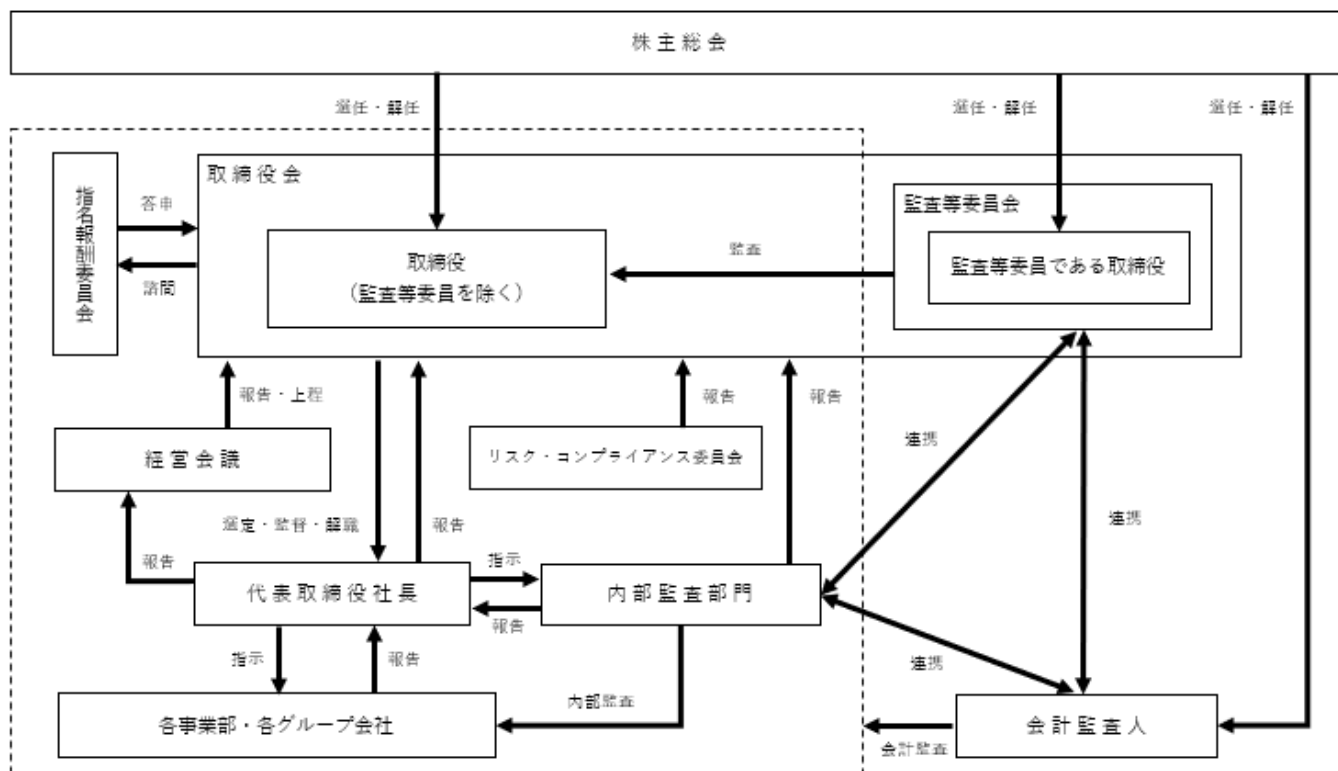 株主総会
選任・解任
選任・解任
選任・解任
取締役会
監査等委員会
指名報酬委員会
答申
諮問
取締役
（監査等委員を除く）
監査
監査等委員である取締役
報告・上程
報告
報告
経営会議
リスク・コンプライアンス委員会
連携
選定・監督・解職
報告
連携
報告
指示
代表取締役社長
内部監査部門
報告
指示
報告
連携
内部監査
各事業部・各グループ会社
会計監査人
会計監査